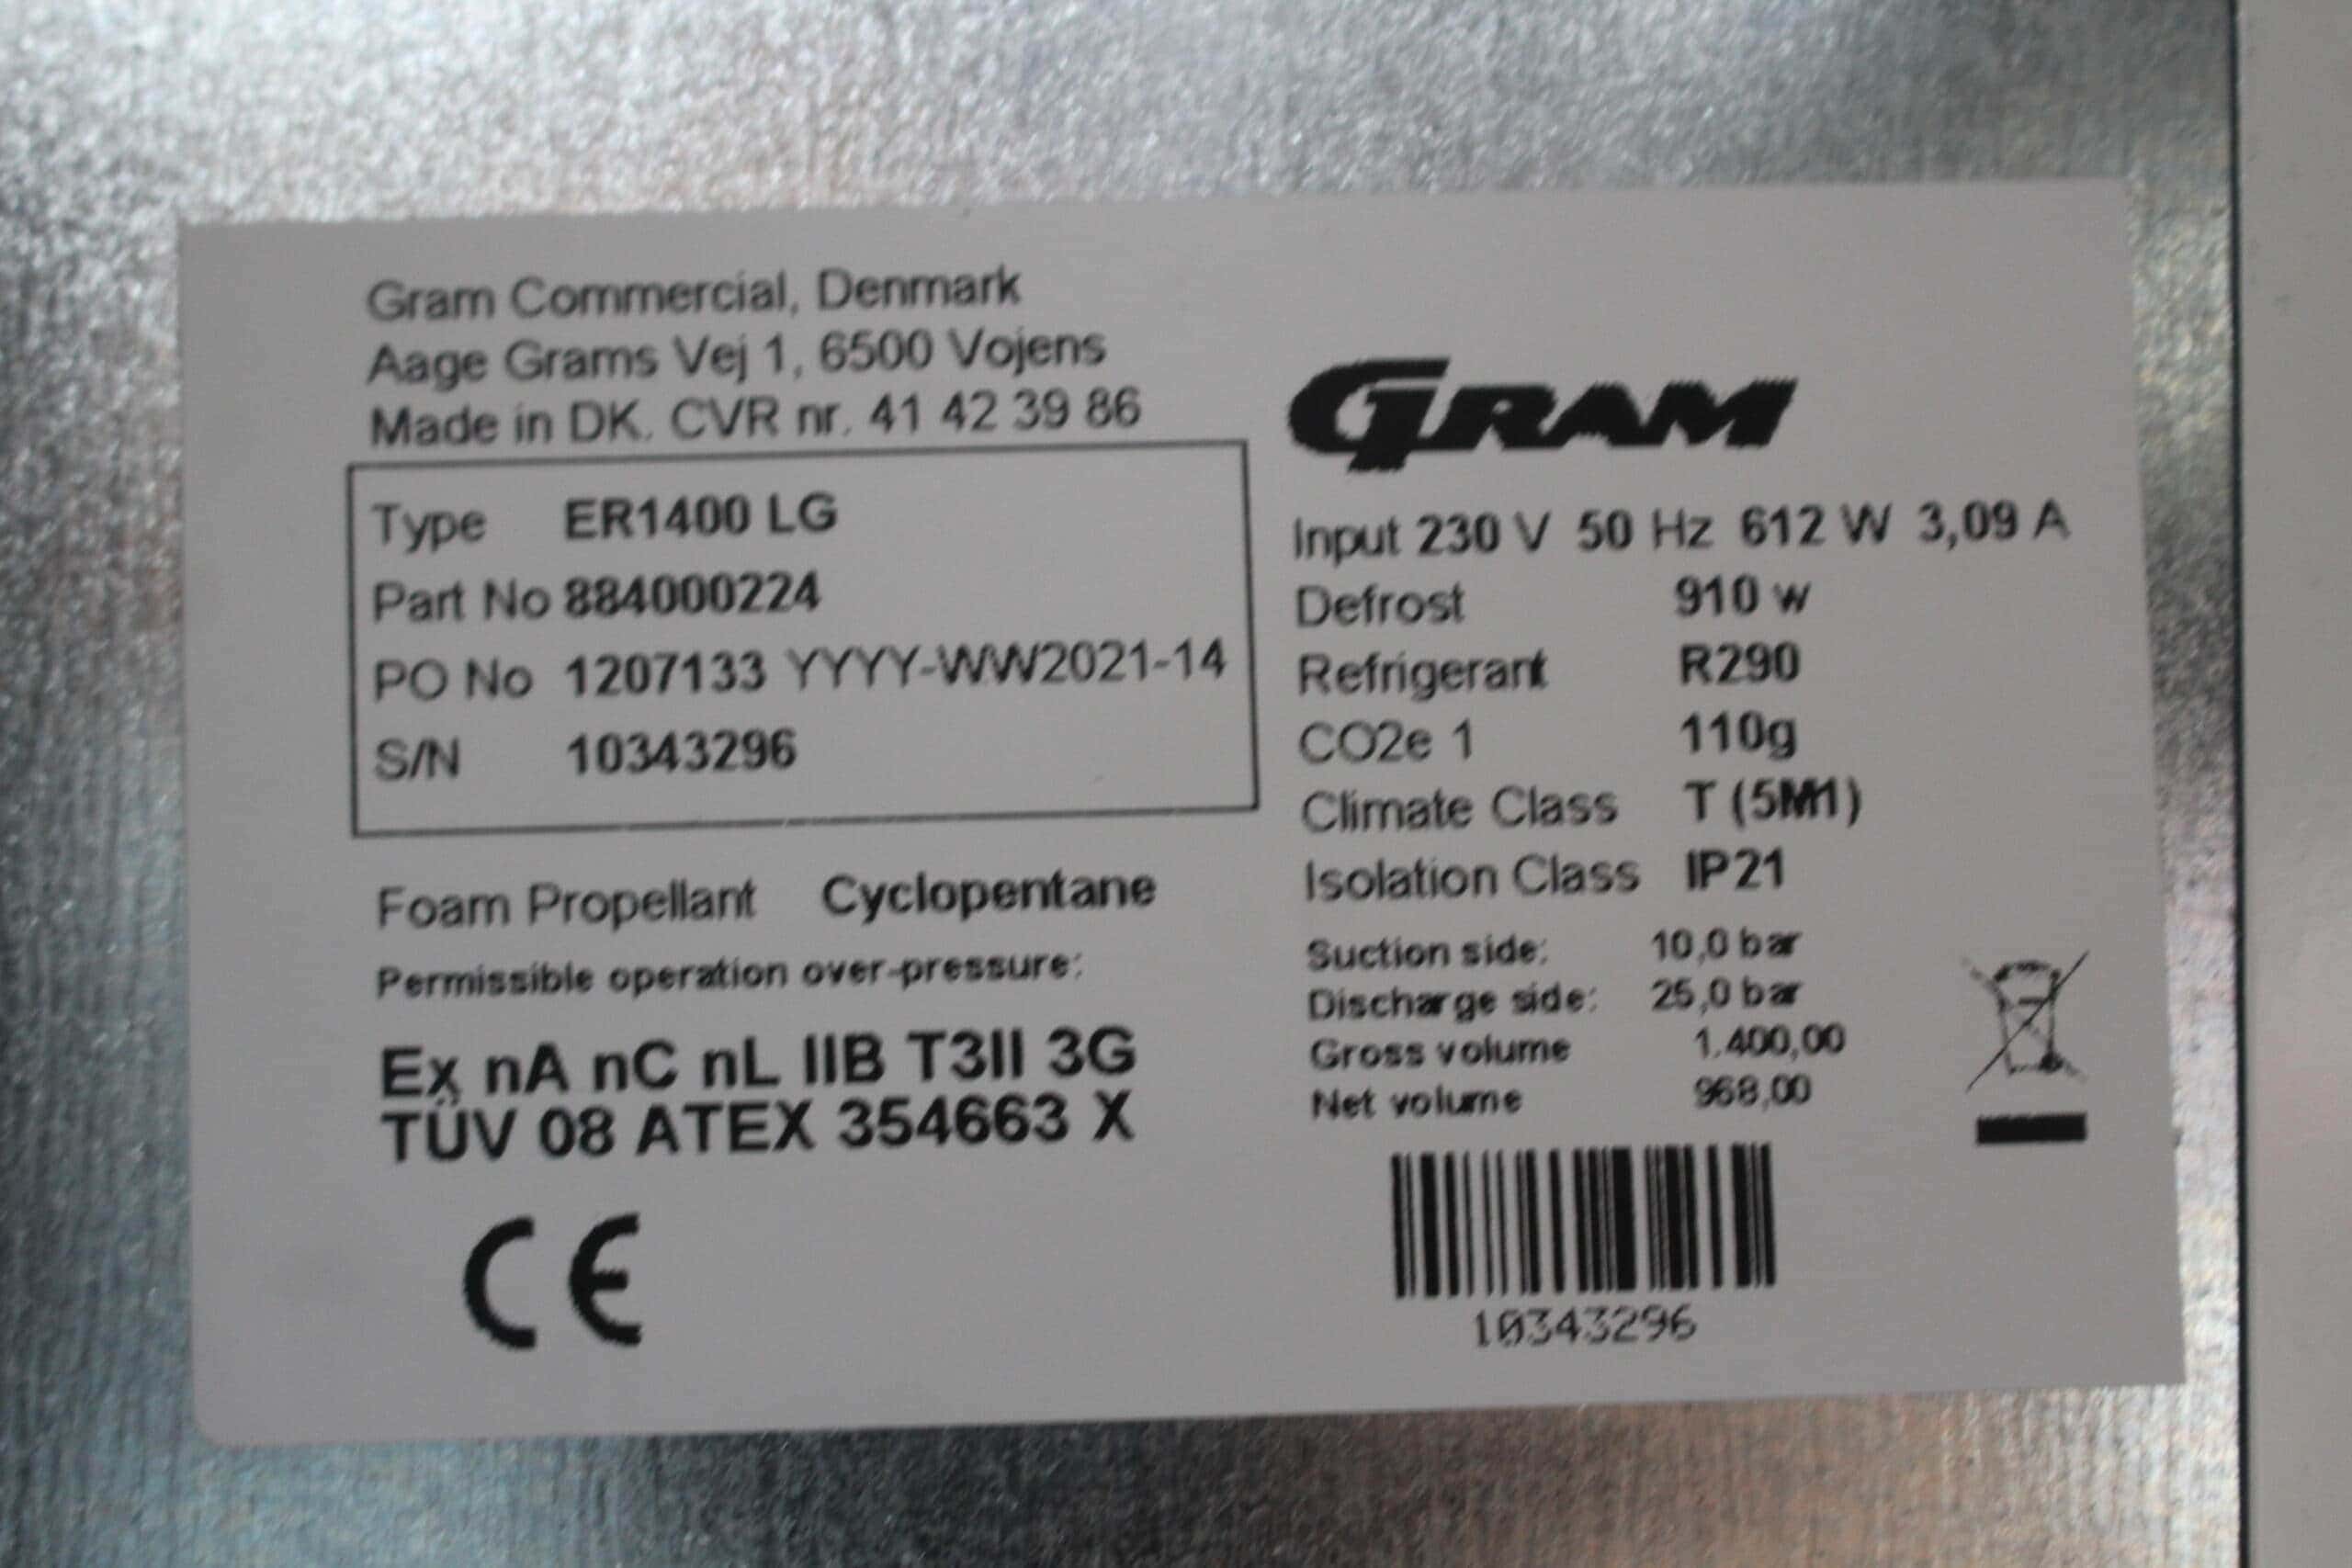 Gram Commercial, Denmark
Aage Grams Vej 1, 6500 Vojens
Made in DK. CVR nr. 41 42 39 86
Type ER1400 LG
Part No 884000224
PO No 1207133 YYYY-WW2021-14
S/N 10343296
Foam Propellant Cyclopentane
Permissible operation over-pressure:
Ex nA nC nL IIB T3II 3G
TÜV 08 ATEX 354663 X
CE
GRAM
Input 230 V 50 Hz 612 W 3,09 A
Defrost 910 w
Refrigerant R290
CO2e 1 110g
Climate Class T (5M1)
Isolation Class IP21
Suction side: 10,0 bar
Discharge side: 25,0 bar
Gross volume 1.400,00
Net volume 968,00
10343296